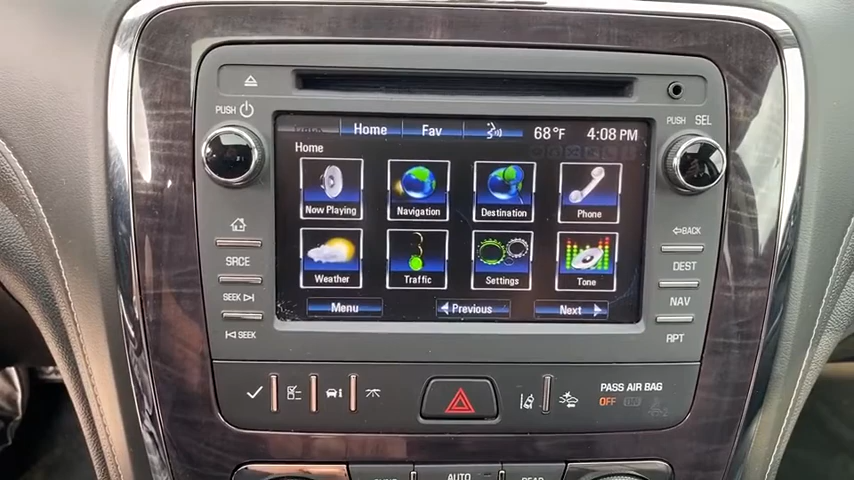 PUSH
PUSH SEL
Home Fav 68°F 4:08 PM
Home
Now Playing Navigation Destination Phone
Weather Traffic Settings Tone
Menu Previous Next
SRCE
SEEK
SEEK
BACK
DEST
NAV
RPT
PASS AIR BAG
OFF
AUTO REAR